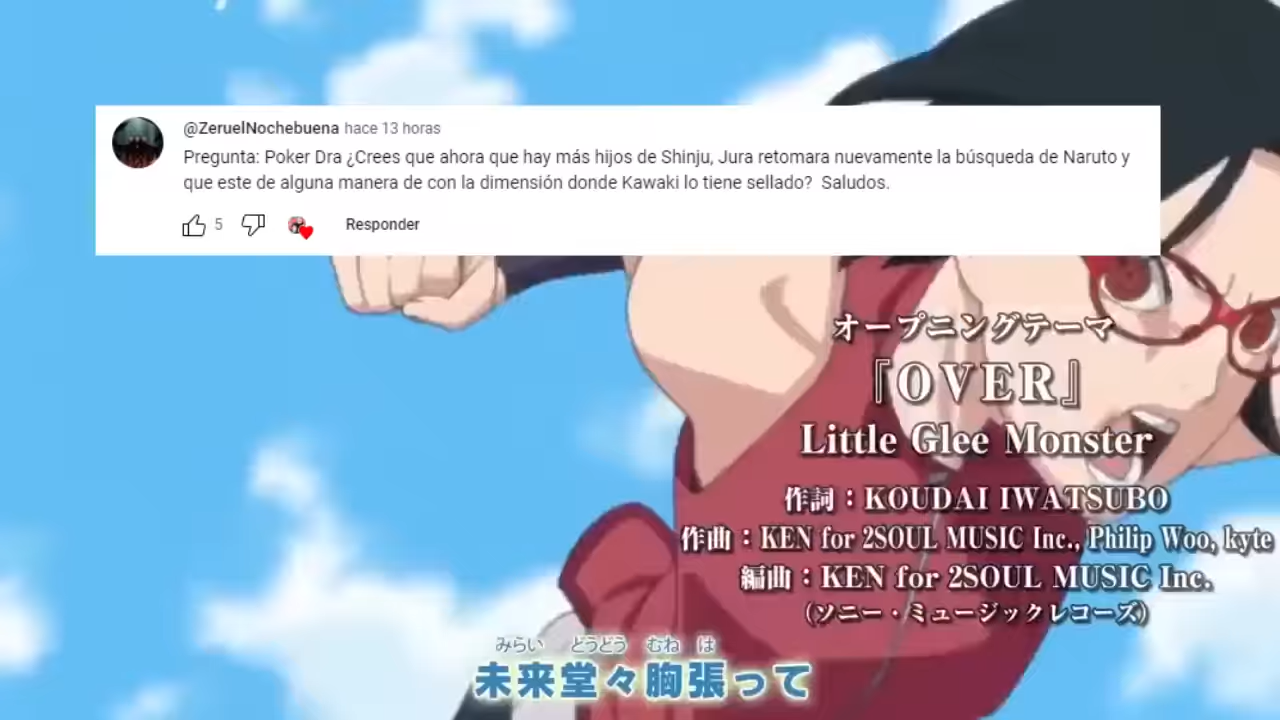 @ZeruelNochebuena hace 13 horas
Pregunta: Poker Dra ¿Crees que ahora que hay más hijos de Shinju, Jura retomara nuevamente la búsqueda de Naruto y
que este de alguna manera de con la dimensión donde Kawaki lo tiene sellado? Saludos.
5 Responder
オープニングテーマ
『OVER』
Little Glee Monster
作詞：KOUDAI IWATSUBO
作曲：KEN for 2SOUL MUSIC Inc., Philip Woo, kyte
編曲：KEN for 2SOUL MUSIC Inc.
(ソニー・ミュージックレコーズ)
みらい どうどう むね は
未来堂々胸張って